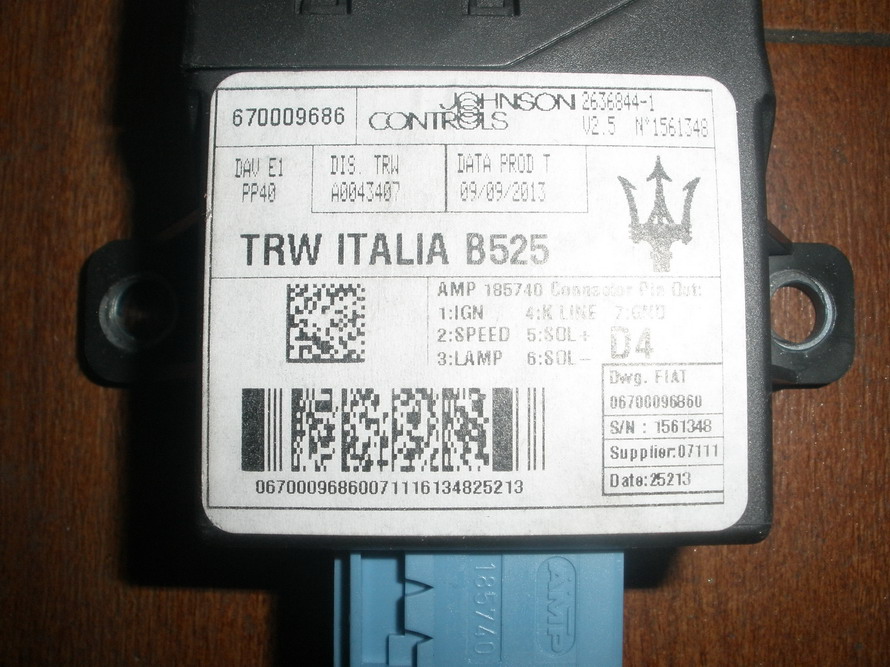 670009686
JOHNSON
CONTROLS
2636844-1
V2.5 N°1561348
DAV E1
PP40
DIS. TRW
A0043407
DATA PROD T
09/09/2013
TRW ITALIA B525
AMP 185740 Connector Pin Out:
1:IGN 4:K LINE 7:GND
2:SPEED 5:SOL+
3:LAMP 6:SOL-
D4
Dwg. FIAT
06700096860
S/N : 1561348
Supplier:07111
Date:25213
06700096860071116134825213
185740
AMP